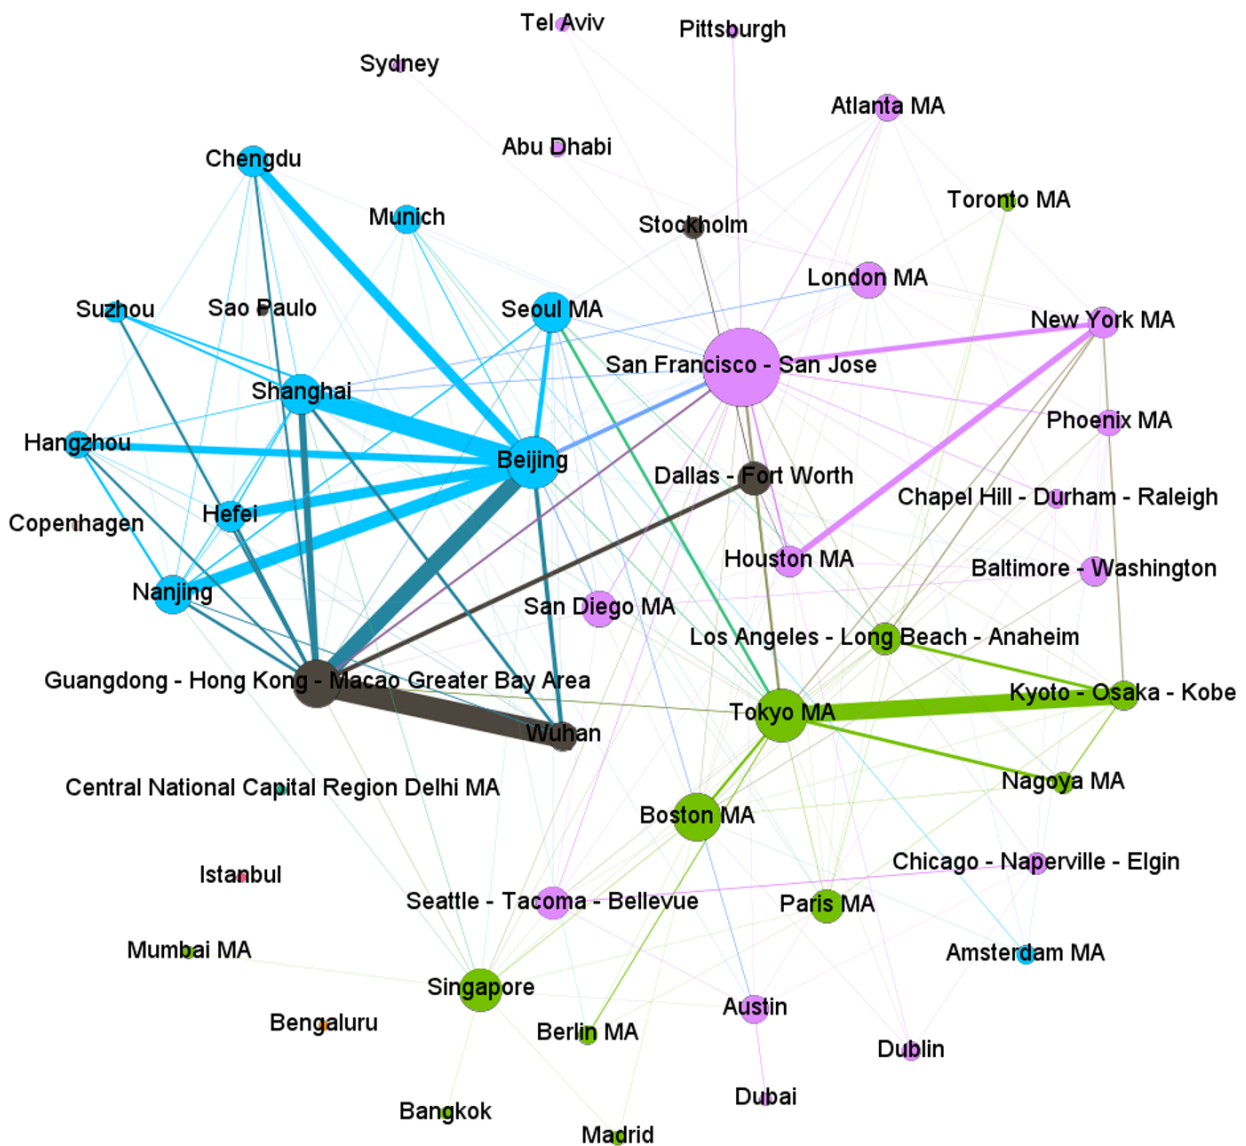 Tel Aviv
Pittsburgh
Sydney
Atlanta MA
Abu Dhabi
Chengdu
Toronto MA
Munich
Stockholm
London MA
Suzhou
Sao Paulo
Seoul MA
New York MA
San Francisco - San Jose
Shanghai
Phoenix MA
Hangzhou
Beijing
Dallas - Fort Worth
Chapel Hill - Durham - Raleigh
Hefei
Copenhagen
Houston MA
Baltimore - Washington
Nanjing
San Diego MA
Los Angeles - Long Beach - Anaheim
Guangdong - Hong Kong - Macao Greater Bay Area
Kyoto - Osaka - Kobe
Tokyo MA
Wuhan
Central National Capital Region Delhi MA
Nagoya MA
Boston MA
Chicago - Naperville - Elgin
Istanbul
Seattle - Tacoma - Bellevue
Paris MA
Mumbai MA
Amsterdam MA
Singapore
Austin
Bengaluru
Berlin MA
Dublin
Dubai
Bangkok
Madrid